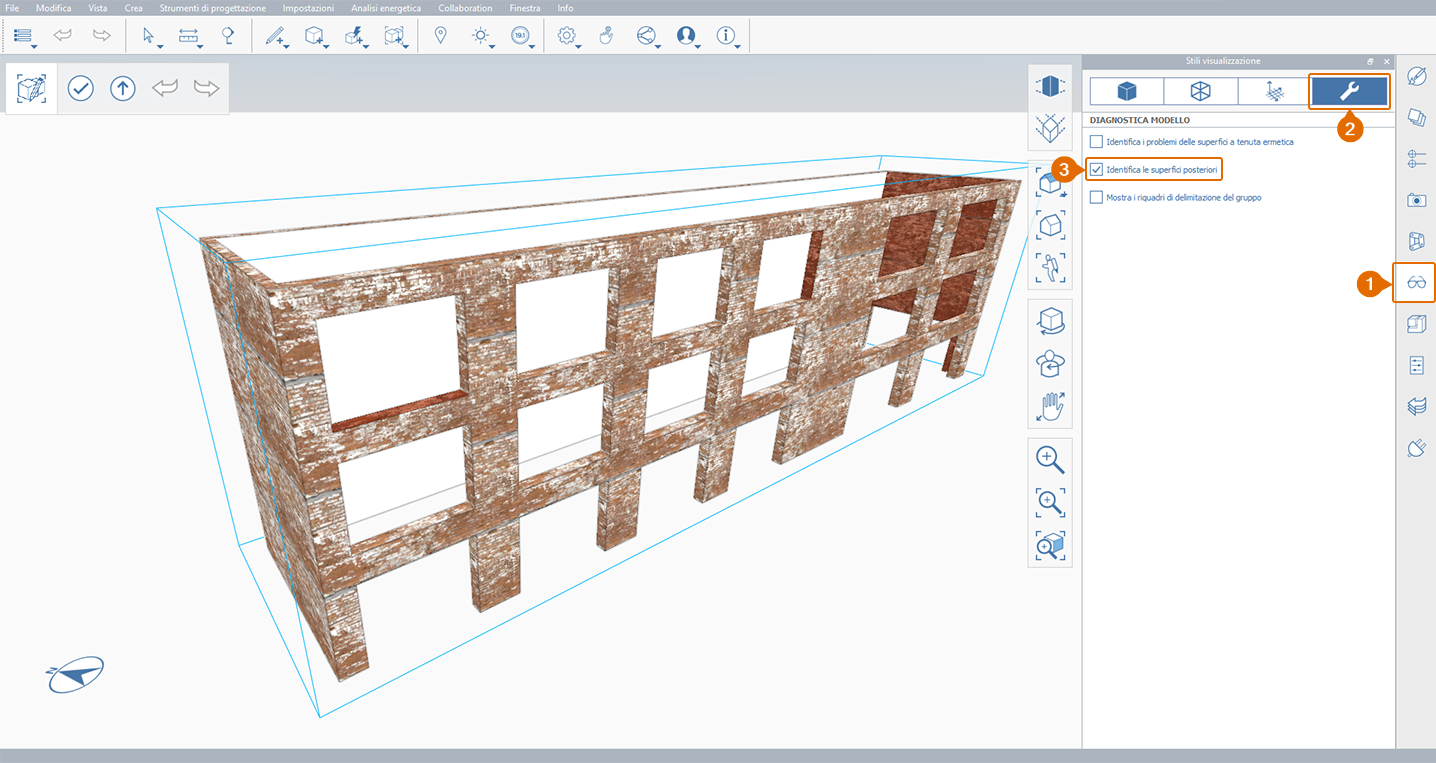 File Modifica Vista Crea Strumenti di progettazione Impostazioni Analisi energetica Collaboration Finestra Info
191
Stili visualizzazione
DIAGNOSTICA MODELLO
2
Identifica i problemi delle superfici a tenuta ermetica
3
Identifica le superfici posteriori
Mostra i riquadri di delimitazione del gruppo
1